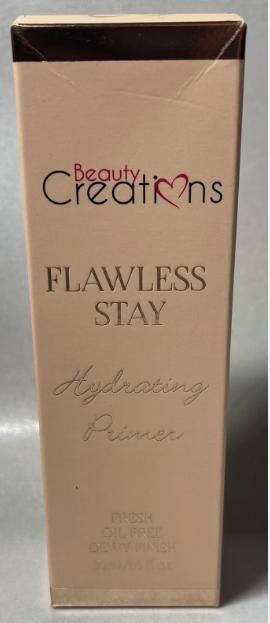 Beauty
Creations
FLAWLESS
STAY
Hydrating
Primer
FRESH
OIL FREE
DEWY FINISH